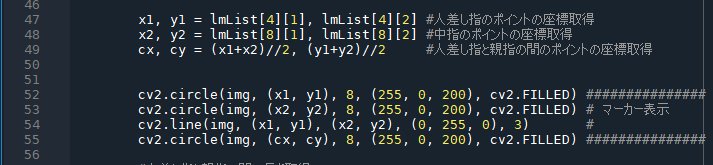 46
47 x1, y1 = lmList[4][1], lmList[4][2] #人差し指のポイントの座標取得
48 x2, y2 = lmList[8][1], lmList[8][2] #中指のポイントの座標取得
49 cx, cy = (x1+x2)//2, (y1+y2)//2 #人差し指と親指の間のポイントの座標取得
50
51
52 cv2.circle(img, (x1, y1), 8, (255, 0, 200), cv2.FILLED) ###############
53 cv2.circle(img, (x2, y2), 8, (255, 0, 200), cv2.FILLED) # マーカー表示
54 cv2.line(img, (x1, y1), (x2, y2), (0, 255, 0), 3) #
55 cv2.circle(img, (cx, cy), 8, (255, 0, 200), cv2.FILLED) ###############
56